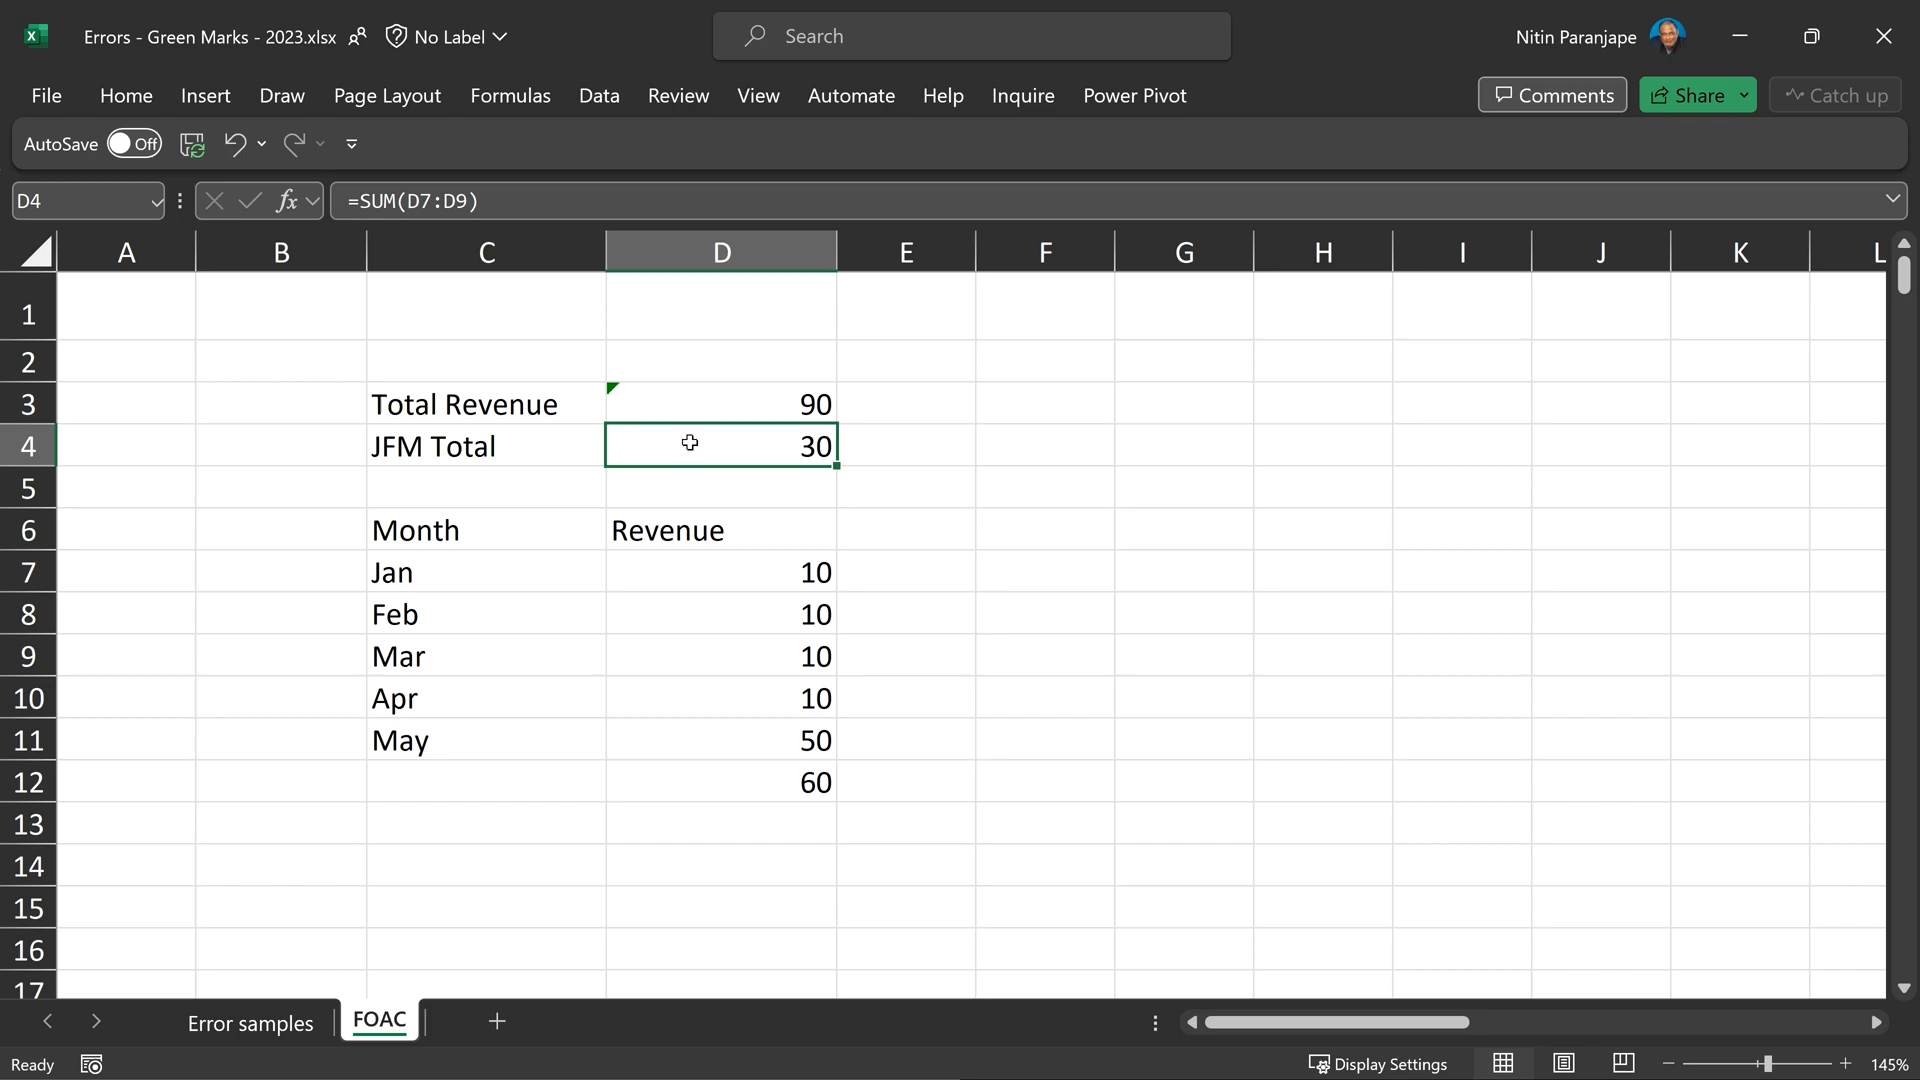 Errors - Green Marks - 2023.xlsx No Label Search Nitin Paranjape
File Home Insert Draw Page Layout Formulas Data Review View Automate Help Inquire Power Pivot Comments Share Catch up
AutoSave Off
D4 fx =SUM(D7:D9)
A B C D E F G H I J K L
1
2
3 Total Revenue 90
4 JFM Total 30
5
6 Month Revenue
7 Jan 10
8 Feb 10
9 Mar 10
10 Apr 10
11 May 50
12 60
13
14
15
16
17
Error samples FOAC
Ready Display Settings 145%